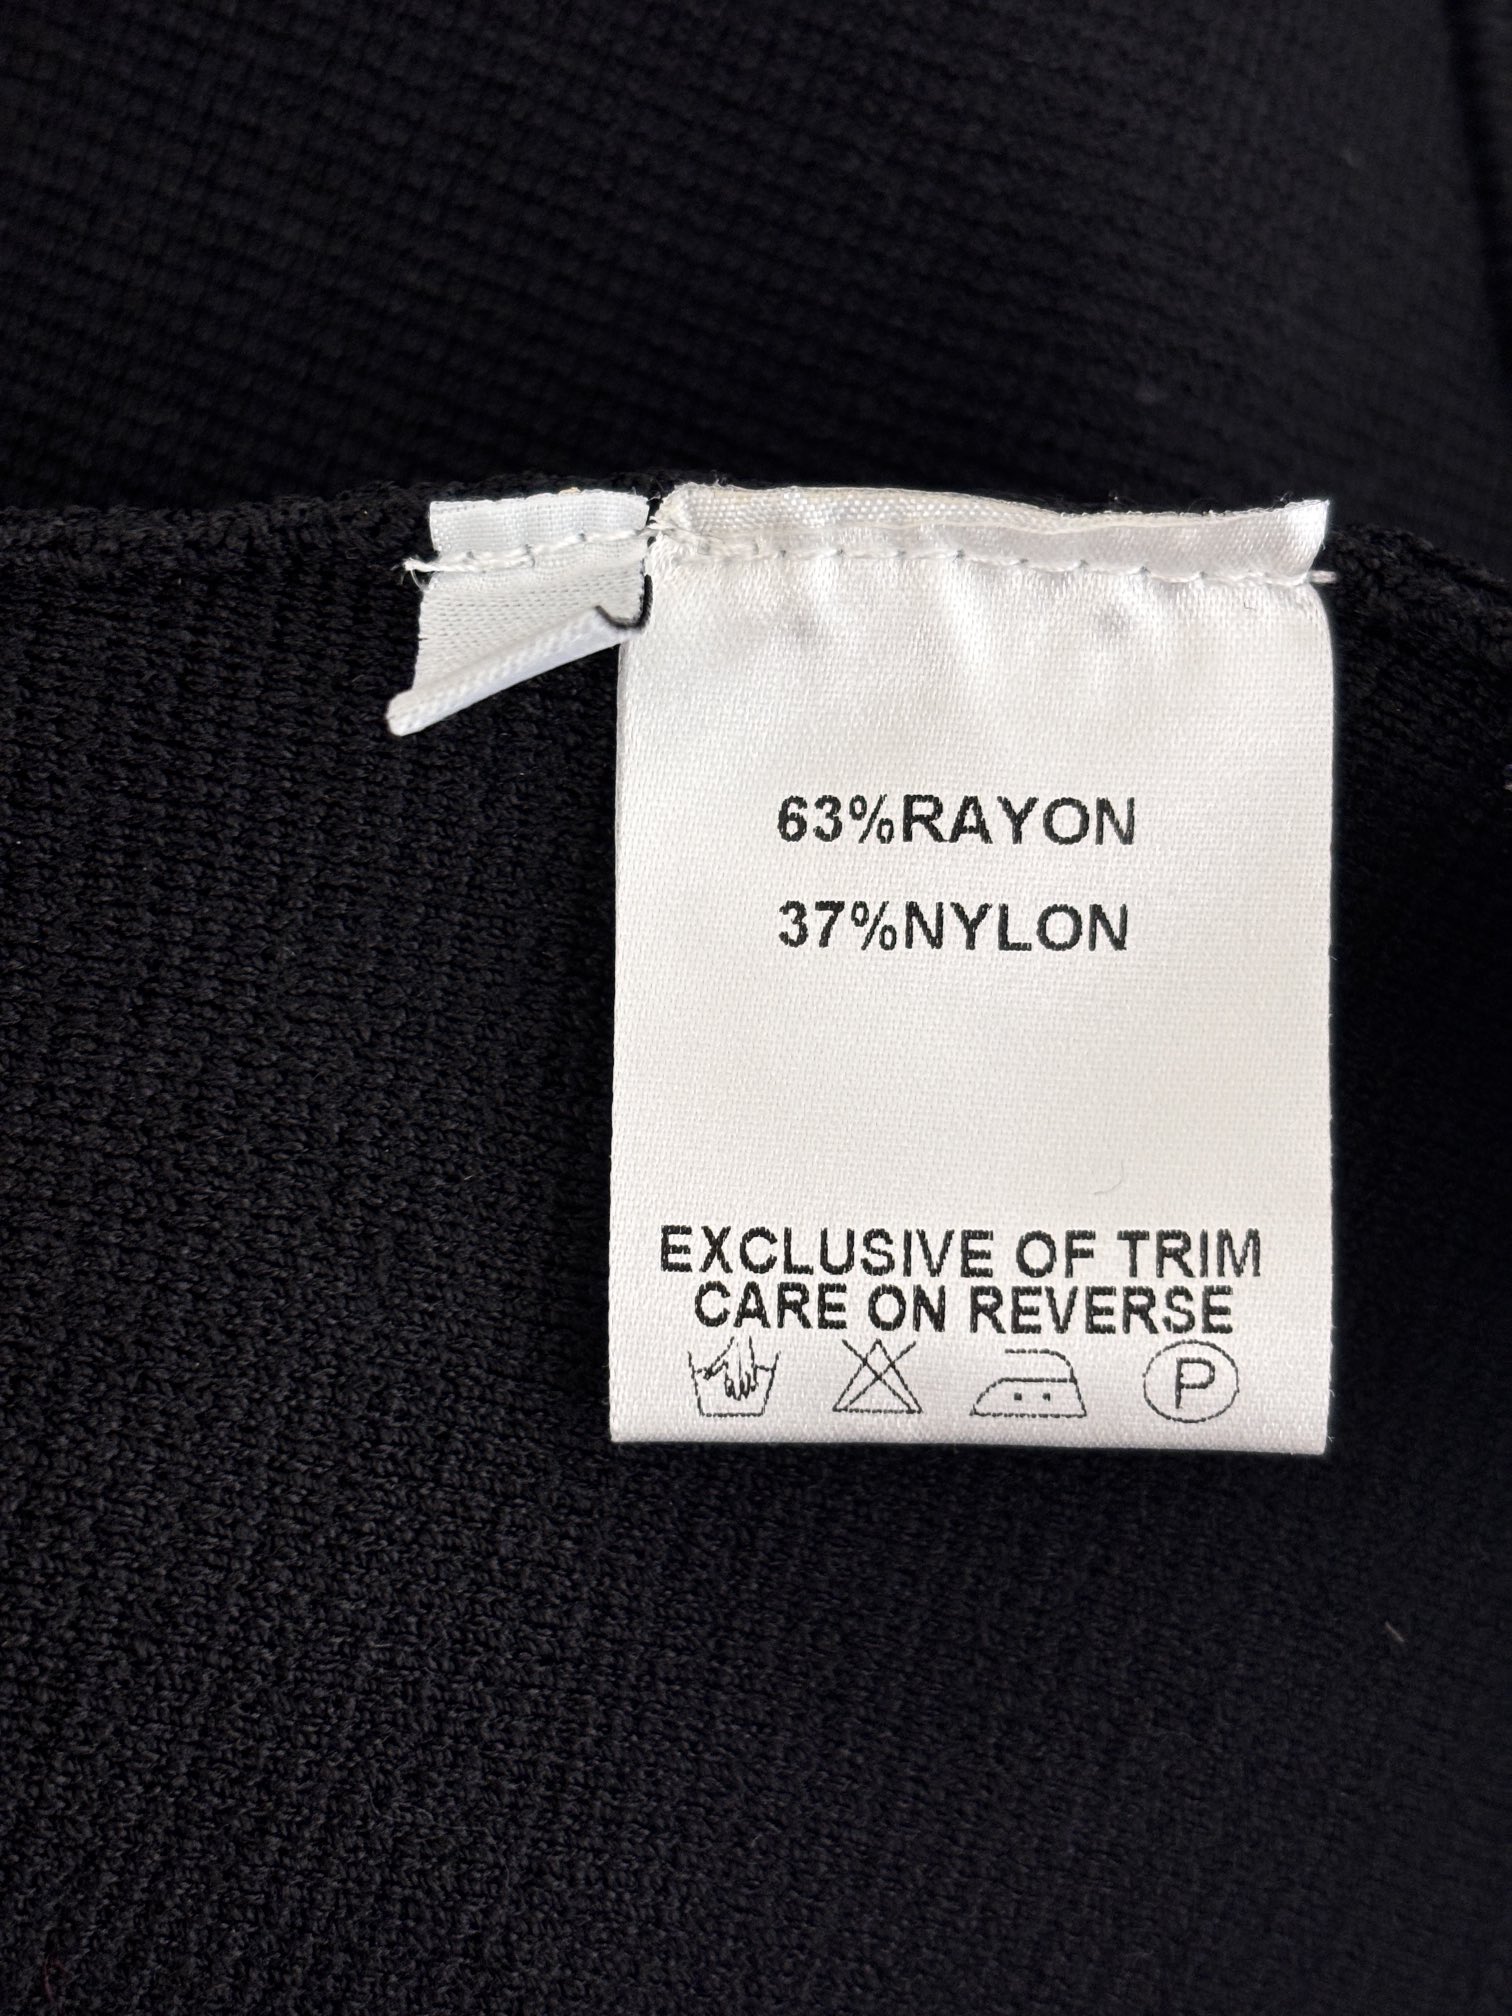 63%RAYON
37%NYLON
EXCLUSIVE OF TRIM
CARE ON REVERSE
P